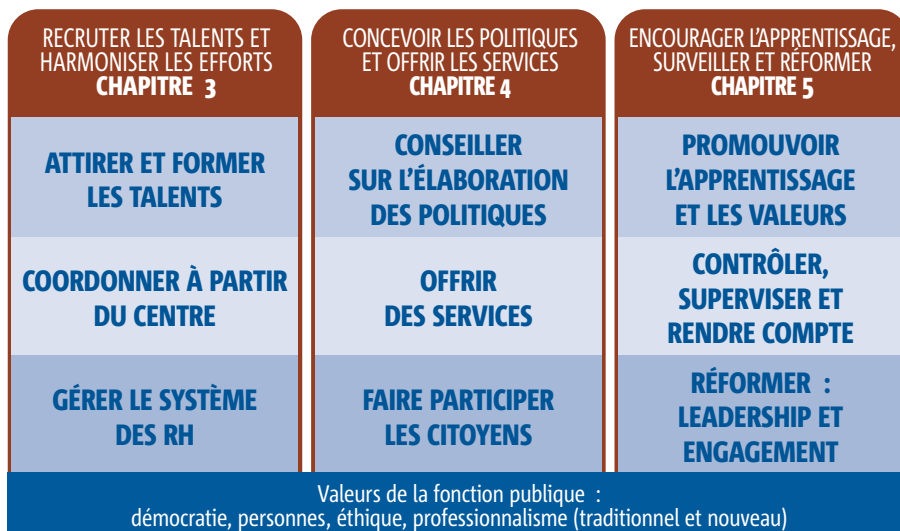 RECRUTER LES TALENTS ET
HARMONISER LES EFFORTS
CHAPITRE 3
ATTIRER ET FORMER
LES TALENTS
COORDONNER À PARTIR
DU CENTRE
GÉRER LE SYSTÈME
DES RH
CONCEVOIR LES POLITIQUES
ET OFFRIR LES SERVICES
CHAPITRE 4
CONSEILLER
SUR L'ÉLABORATION
DES POLITIQUES
OFFRIR
DES SERVICES
FAIRE PARTICIPER
LES CITOYENS
ENCOURAGER L'APPRENTISSAGE,
SURVEILLER ET RÉFORMER
CHAPITRE 5
PROMOUVOIR
L'APPRENTISSAGE
ET LES VALEURS
CONTRÔLER,
SUPERVISER ET
RENDRE COMPTE
RÉFORMER :
LEADERSHIP ET
ENGAGEMENT
Valeurs de la fonction publique :
démocratie, personnes, éthique, professionnalisme (traditionnel et nouveau)